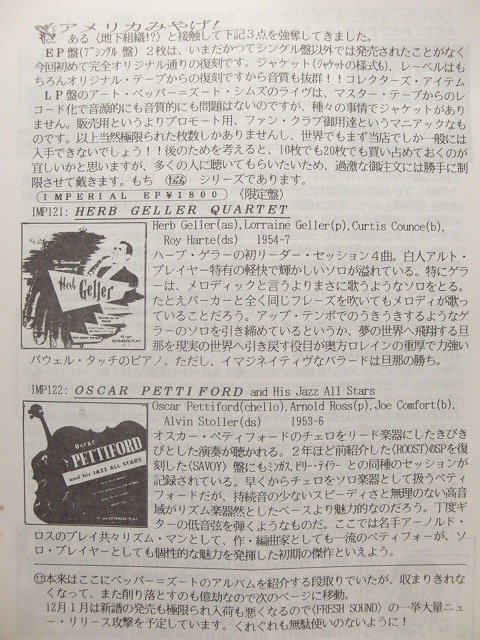 アメリカみやげ！
ある（地下組織!?）と接触して下記３点を強奪してきました。
ＥＰ盤（7"ｼﾝｸﾞﾙ 盤）２枚は、いまだかつてシングル盤以外では発売されたことがなく
今回初めて完全オリジナル通りの復刻です。ジャケット（ｼﾞｬｹｯﾄの様式も）、レーベルはも
ちろんオリジナル・テープからの復刻ですから音質も抜群！！コレクターズ・アイテム
ＬＰ盤のアート・ペッパー＝ズート・シムズのライヴは、マスター・テープからのレ
コード化で音源的にも音質的にも問題はないのですが、種々の事情でジャケットがあり
ません。販売用というよりプロモート用、ファン・クラブ御用達というマニアックなも
のです。以上当然極限られた枚数しかありませんし、世界でもまず当店でしか一般には
入手できないでしょう！！後のためを考えると、10枚でも20枚でも買い占めておくのが
宜しいかと思いますが、多くの人に聴いてもらいたいため、過激な御注文には勝手に制
限させて戴きます。もち シリーズであります。
ＩＭＰＥＲＩＡＬ ＥＰ￥１８００ （限定盤）
IMP121: HERB GELLER QUARTET
Herb Geller(as),Lorraine Geller(p),Curtis Counce(b),
Roy Harte(ds) 1954-7
ハーブ・ゲラーの初リーダー・セッション４曲。白人アルト・
プレイヤー特有の軽快で輝かしいソロが溢れている。特にゲラ
ーは、メロディックと言うよりまさに歌うようなソロをとる。
たとえパーカーと全く同じフレーズを吹いてもメロディが歌っ
ていることだろう。アップ・テンポでのうきうきするようなゲ
ラーのソロを引き締めているというか、夢の世界へ飛翔する旦
那を現実の世界へ引き戻す役目が奥方ロレインの重厚で力強い
パウェル・タッチのピアノ。ただし、イマジネイティヴなバラードは旦那の勝ち。
Herb
Geller
IMP122: OSCAR PETTIFORD and His Jazz All Stars
Oscar Pettiford(chello),Arnold Ross(p),Joe Comfort(b),
Alvin Stoller(ds) 1953-6
オスカー・ペティフォードのチェロをリード楽器にしたきびき
びとした演奏が聴かれる。２年ほど前紹介した(ROOST)のSPを復
刻した(SAVOY) 盤にもﾐﾝｶﾞｽ,ﾋﾞﾘｰ･ﾃｲﾗｰ との同種のセッションが
記録されている。早くからチェロをソロ楽器として扱うペティ
フォードだが、持続音の少ないスピーディさと無理のない高音
域がリズム楽器然としたベースより魅力的なのだろう。丁度ギ
ターの低音弦を弾くようなものだ。ここでは名手アーノルド・
ロスのプレイ共々リズム・マンとして、作・編曲家としても一流のペティフォーが、ソ
ロ・プレイヤーとしても個性的な魅力を発揮した初期の傑作といえよう。
Oscar
PETTIFORD
and his JAZZ ALL STARS
本来はここにペッパー＝ズートのアルバムを紹介する段取りでいたが、収まりきれな
くなって、また削り落とすのも億劫なので次のページに移動。
12月１月は新譜の発売も極限られ入荷も悪くなるので(FRESH SOUND) の一挙大量ニュ
ー・リリース攻撃を予定しています。くれぐれも無駄使いのないように！